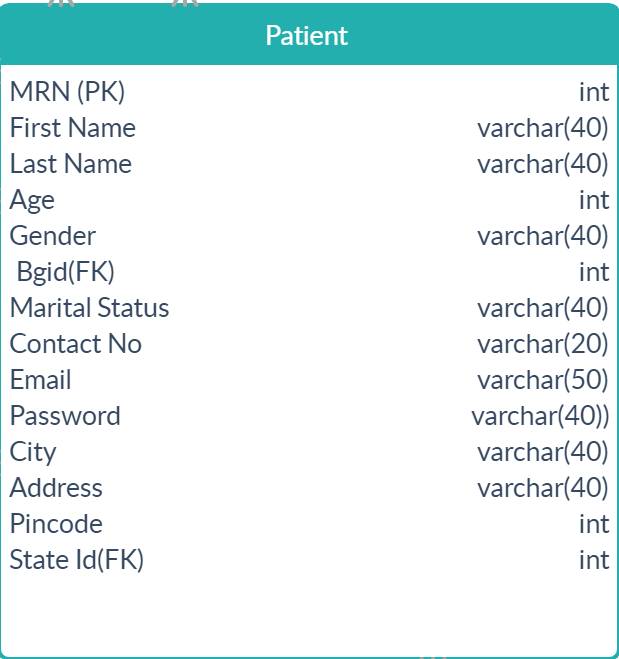 Patient
MRN (PK) int
First Name varchar(40)
Last Name varchar(40)
Age int
Gender varchar(40)
Bgid(FK) int
Marital Status varchar(40)
Contact No varchar(20)
Email varchar(50)
Password varchar(40))
City varchar(40)
Address varchar(40)
Pincode int
State Id(FK) int